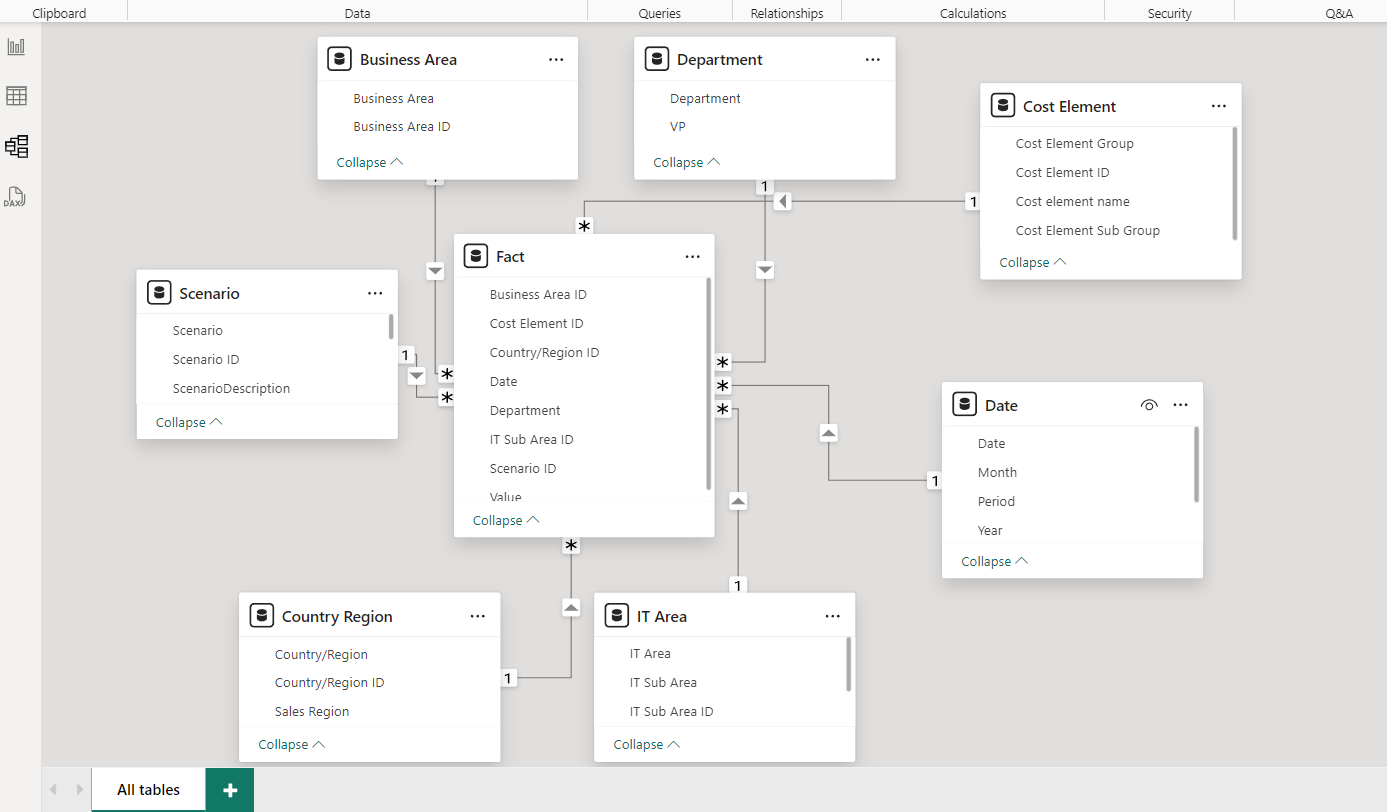 Clipboard
Data
Queries
Relationships
Calculations
Security
Q&A
Business Area
Business Area
Business Area ID
Collapse
Department
Department
VP
Collapse
Cost Element
Cost Element Group
Cost Element ID
Cost element name
Cost Element Sub Group
Collapse
1
1
*
Fact
Business Area ID
Cost Element ID
Country/Region ID
Date
Department
IT Sub Area ID
Scenario ID
Value
Collapse
Scenario
Scenario
Scenario ID
ScenarioDescription
Collapse
1
*
*
*
*
*
Date
Date
Month
Period
Year
Collapse
1
*
1
Country Region
Country/Region
Country/Region ID
Sales Region
Collapse
1
IT Area
IT Area
IT Sub Area
IT Sub Area ID
Collapse
DAX
All tables
+